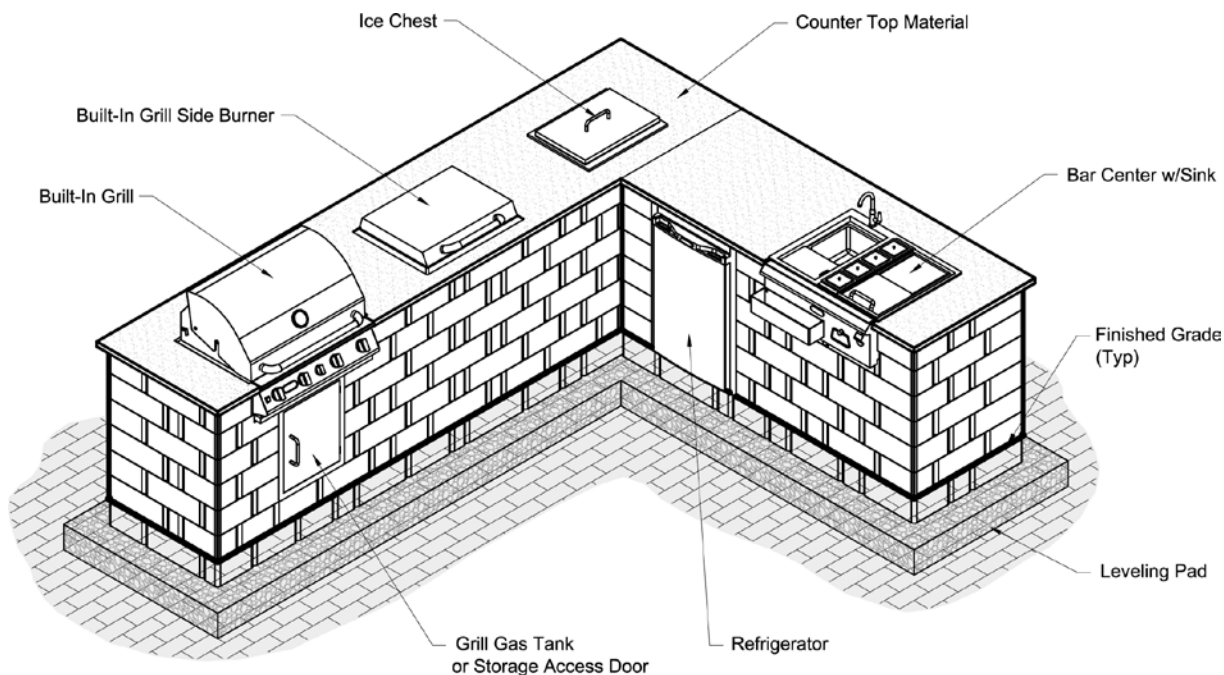 Ice Chest
Counter Top Material
Built-In Grill Side Burner
Built-In Grill
Bar Center w/Sink
Finished Grade
(Typ)
Leveling Pad
Grill Gas Tank
or Storage Access Door
Refrigerator